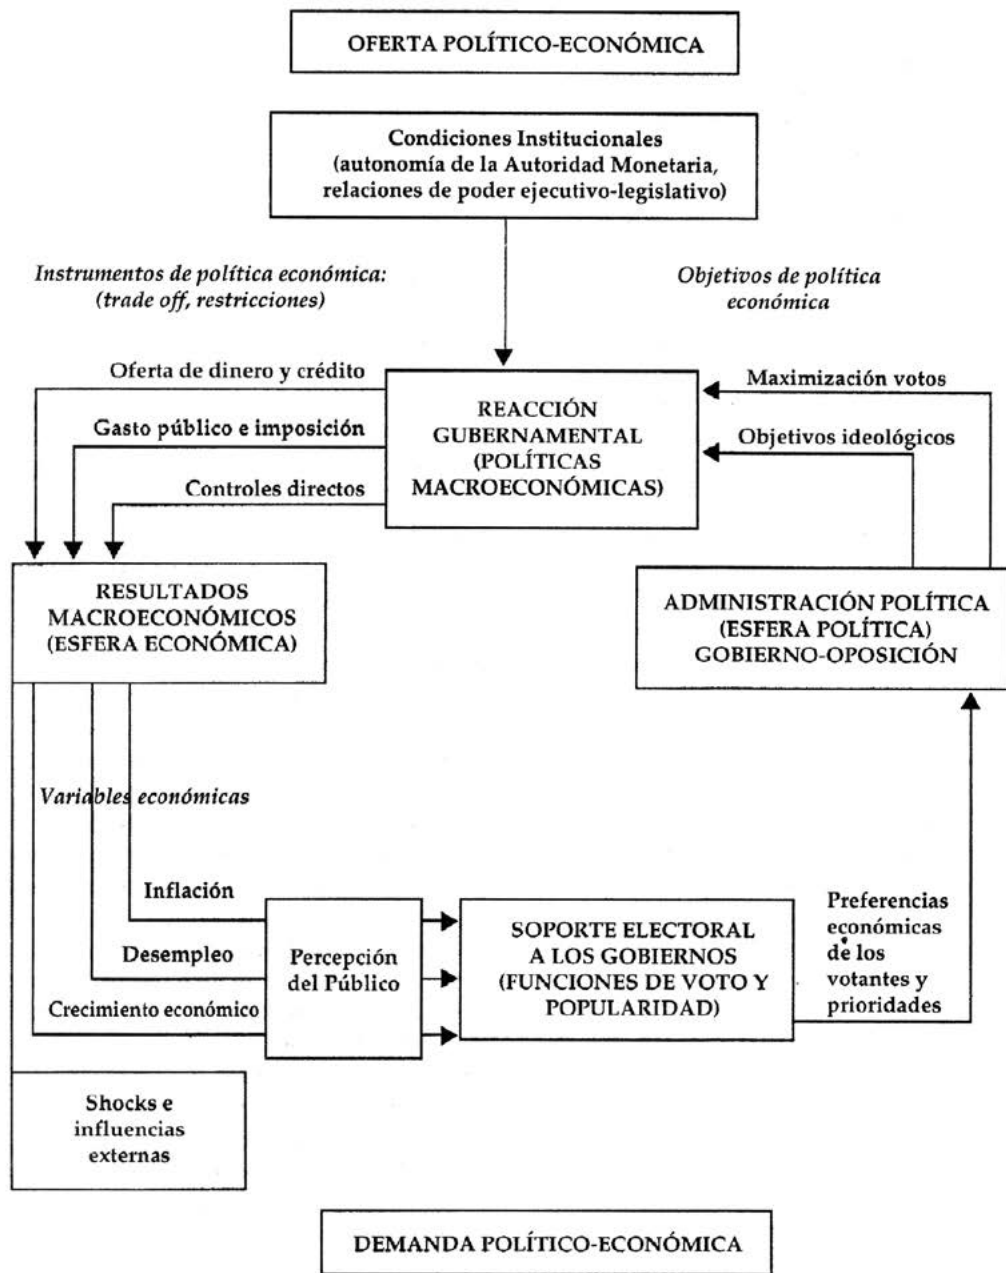 OFERTA POLÍTICO-ECONÓMICA
Condiciones Institucionales
(autonomía de la Autoridad Monetaria,
relaciones de poder ejecutivo-legislativo)
Instrumentos de política económica:
(trade off, restricciones)
Objetivos de política
económica
Oferta de dinero y crédito
Gasto público e imposición
Controles directos
REACCIÓN
GUBERNAMENTAL
(POLÍTICAS
MACROECONÓMICAS)
Maximización votos
Objetivos ideológicos
RESULTADOS
MACROECONÓMICOS
(ESFERA ECONÓMICA)
ADMINISTRACIÓN POLÍTICA
(ESFERA POLÍTICA)
GOBIERNO-OPOSICIÓN
Variables económicas
Inflación
Desempleo
Crecimiento económico
Percepción
del Público
SOPORTE ELECTORAL
A LOS GOBIERNOS
(FUNCIONES DE VOTO Y
POPULARIDAD)
Preferencias
económicas
de los
votantes y
prioridades
Shocks e
influencias
externas
DEMANDA POLÍTICO-ECONÓMICA